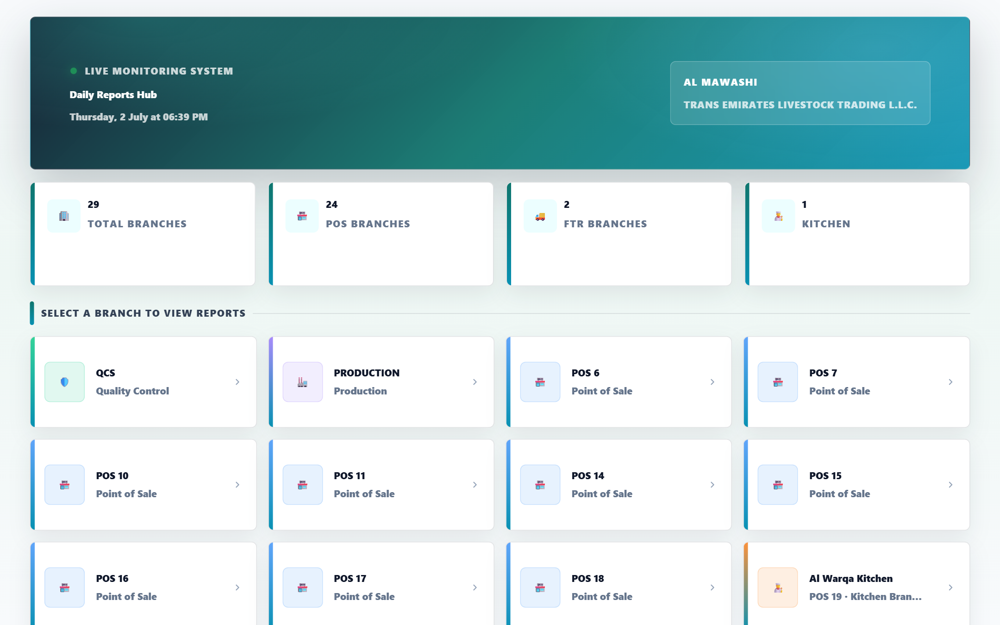 LIVE MONITORING SYSTEM
Daily Reports Hub
Thursday, 2 July at 06:39 PM
AL MAWASHI
TRANS EMIRATES LIVESTOCK TRADING L.L.C.
29
TOTAL BRANCHES
24
POS BRANCHES
2
FTR BRANCHES
1
KITCHEN
SELECT A BRANCH TO VIEW REPORTS
QCS
Quality Control
PRODUCTION
Production
POS 6
Point of Sale
POS 7
Point of Sale
POS 10
Point of Sale
POS 11
Point of Sale
POS 14
Point of Sale
POS 15
Point of Sale
POS 16
Point of Sale
POS 17
Point of Sale
POS 18
Point of Sale
Al Warqa Kitchen
POS 19 · Kitchen Bran...